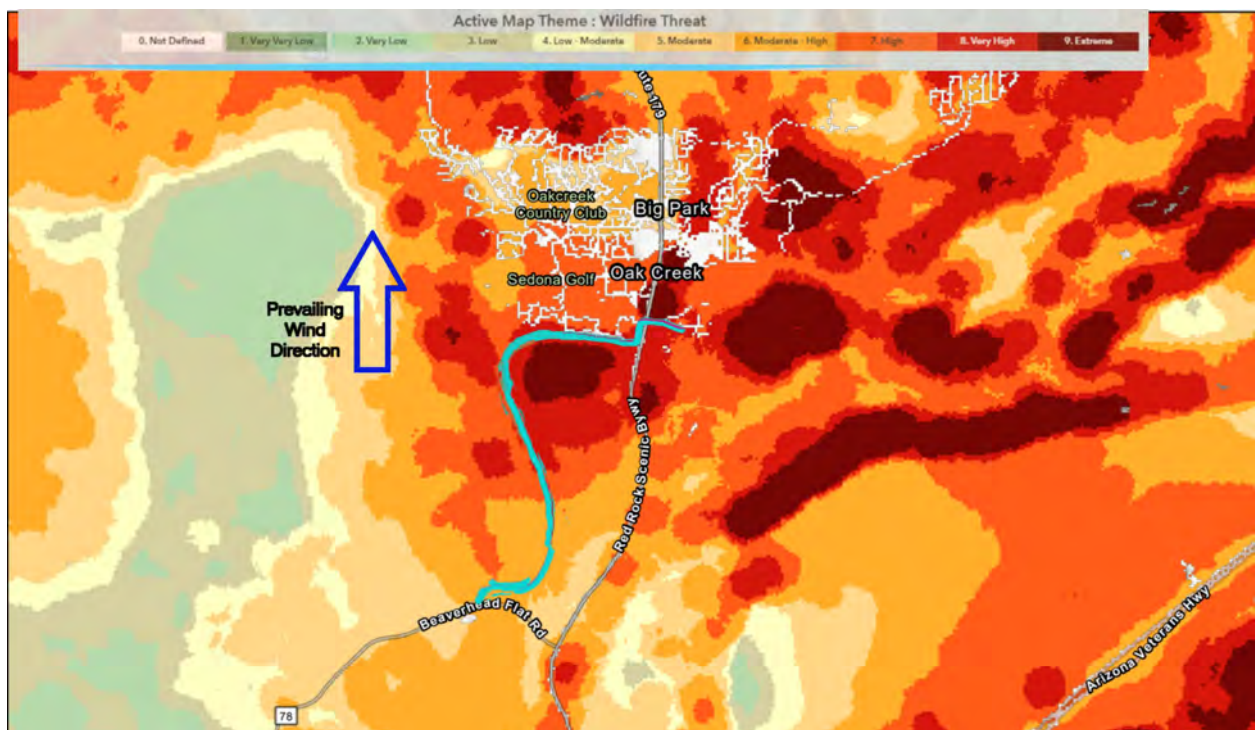 Active Map Theme : Wildfire Threat
0. Not Defined
1. Very Very Low
2. Very Low
3. Low
4. Low - Moderate
5. Moderate
6. Moderate - High
7. High
8. Very High
9. Extreme
ute 179
Oakcreek
Country Club
Big Park
Sedona Golf
Oak Creek
Prevailing
Wind
Direction
Red Rock Scenic Bywy
Beaverhead Flat Rd
Arizona Veterans Hwy
78